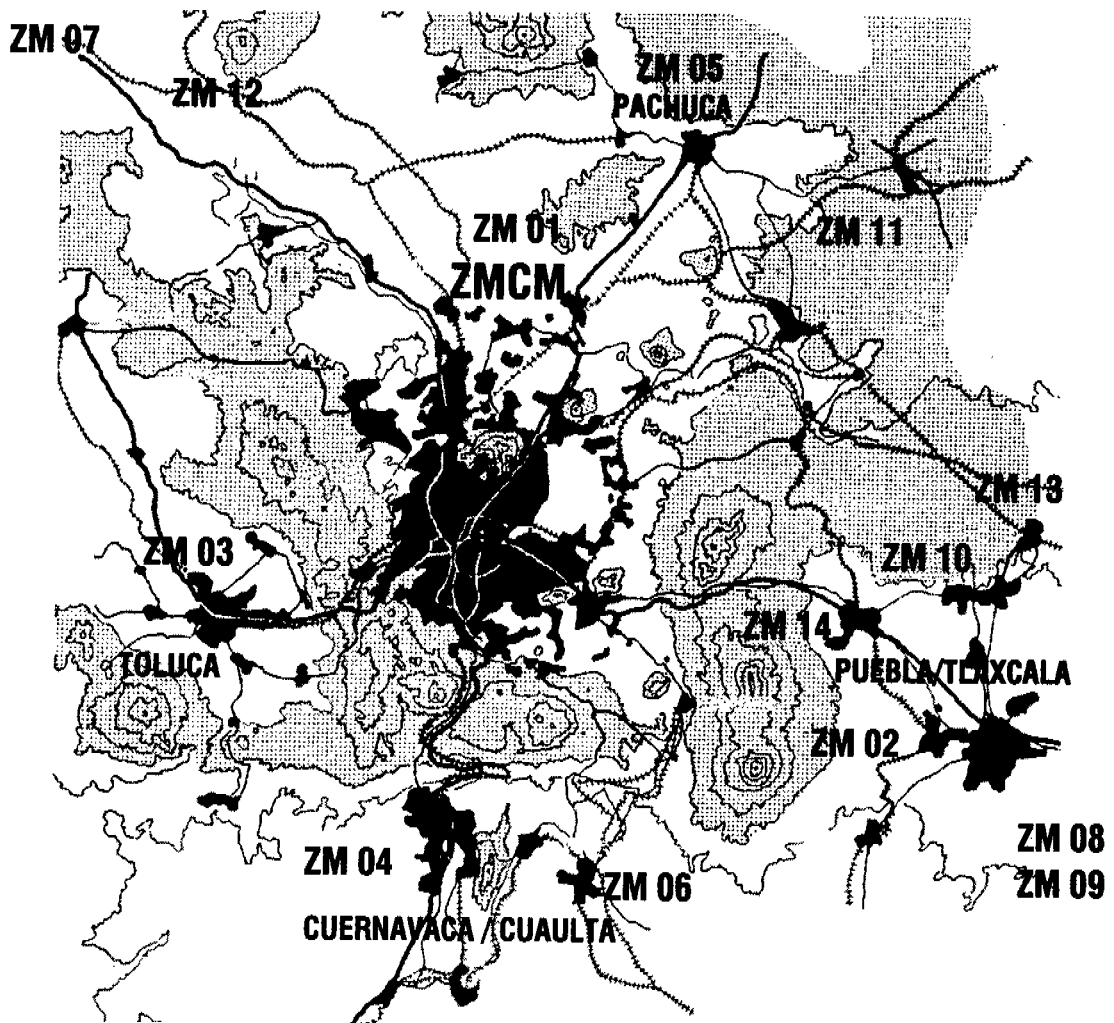 ZM 07
ZM 12
ZM 05
PACHUCA
ZM 01
ZMCM
ZM 11
ZM 13
ZM 03
ZM 10
TOLUCA
ZM 14
PUEBLA/TLAXCALA
ZM 02
ZM 04
ZM 06
ZM 08
ZM 09
CUERNAVACA / CUAULTA